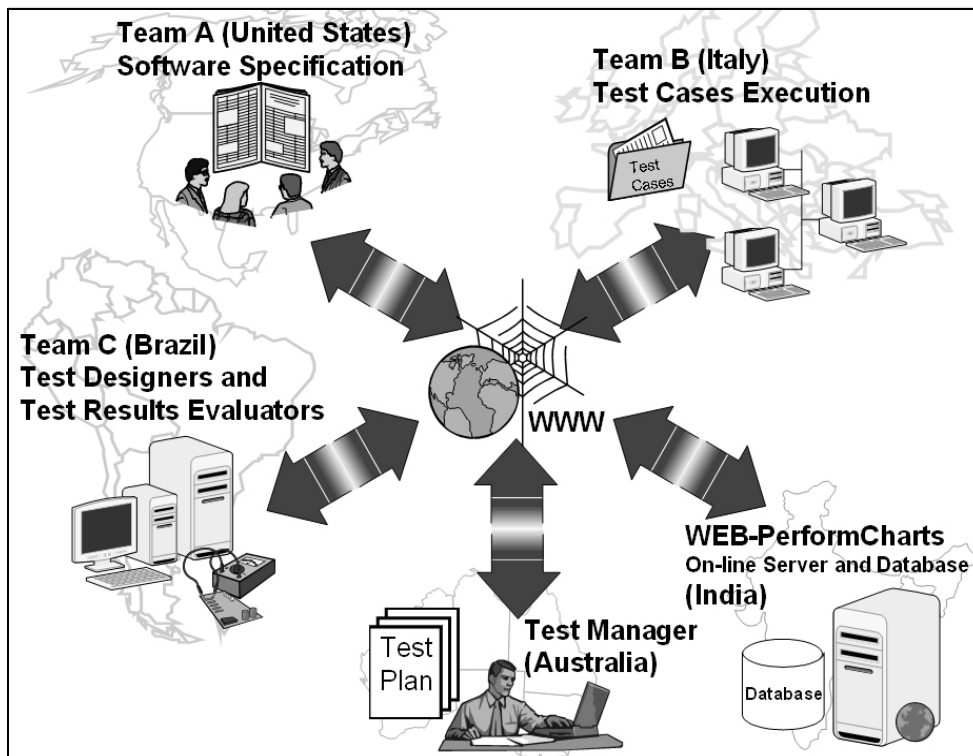 Team A (United States)
Software Specification
Team B (Italy)
Test Cases Execution
Test
Cases
Team C (Brazil)
Test Designers and
Test Results Evaluators
WWW
WEB-PerformCharts
On-line Server and Database
(India)
Database
Test Manager
(Australia)
Test
Plan